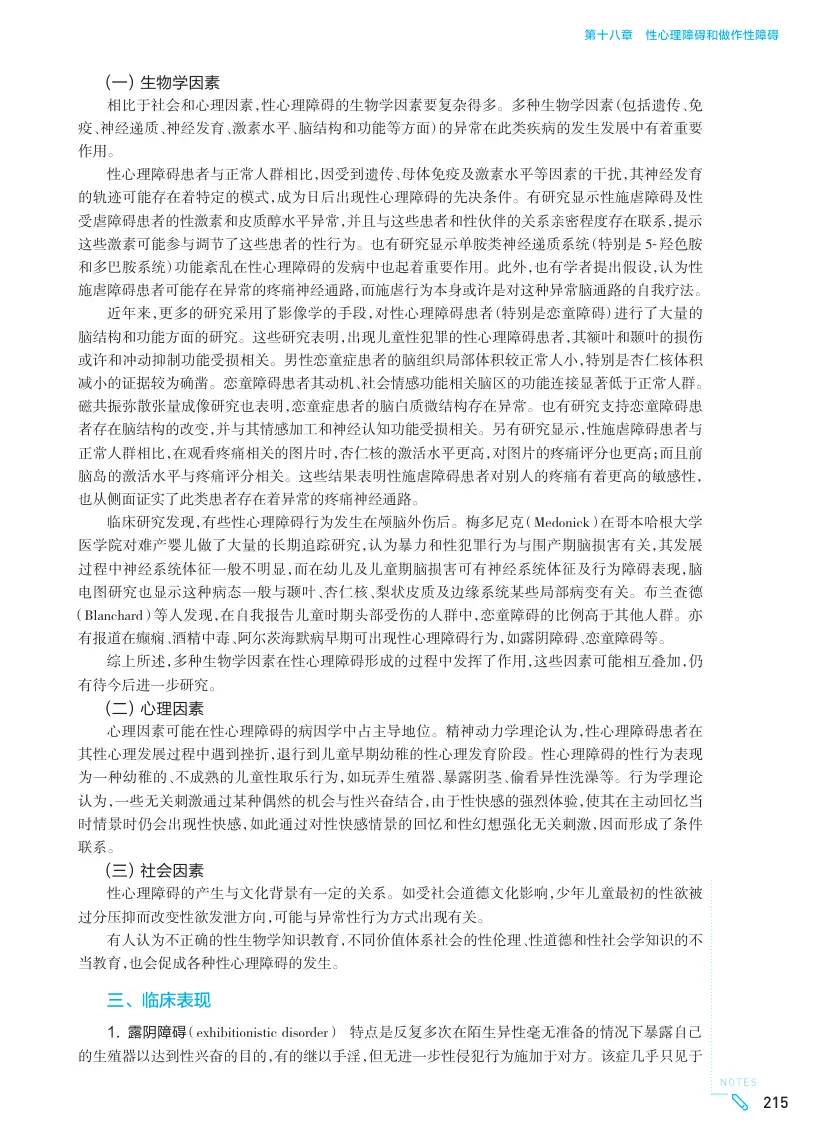 第十八章　性心理障碍和做作性障碍
（一）生物学因素
相比于社会和心理因素，性心理障碍的生物学因素要复杂得多。多种生物学因素（包括遗传、免
疫、神经递质、神经发育、激素水平、脑结构和功能等方面）的异常在此类疾病的发生发展中有着重要
作用。
性心理障碍患者与正常人群相比，因受到遗传、母体免疫及激素水平等因素的干扰，其神经发育
的轨迹可能存在着特定的模式，成为日后出现性心理障碍的先决条件。有研究显示性施虐障碍及性
受虐障碍患者的性激素和皮质醇水平异常，并且与这些患者和性伙伴的关系亲密程度存在联系，提示
这些激素可能参与调节了这些患者的性行为。也有研究显示单胺类神经递质系统（特别是 5-羟色胺
和多巴胺系统）功能紊乱在性心理障碍的发病中也起着重要作用。此外，也有学者提出假设，认为性
施虐障碍患者可能存在异常的疼痛神经通路，而施虐行为本身或许是对这种异常脑通路的自我疗法。
近年来，更多的研究采用了影像学的手段，对性心理障碍患者（特别是恋童障碍）进行了大量的
脑结构和功能方面的研究。这些研究表明，出现儿童性犯罪的性心理障碍患者，其额叶和颞叶的损伤
或许和冲动抑制功能受损相关。男性恋童症患者的脑组织局部体积较正常人小，特别是杏仁核体积
减小的证据较为确凿。恋童障碍患者其动机、社会情感功能相关脑区的功能连接显著低于正常人群。
磁共振弥散张量成像研究也表明，恋童症患者的脑白质微结构存在异常。也有研究支持恋童障碍患
者存在脑结构的改变，并与其情感加工和神经认知功能受损相关。另有研究显示，性施虐障碍患者与
正常人群相比，在观看疼痛相关的图片时，杏仁核的激活水平更高，对图片的疼痛评分也更高；而且前
脑岛的激活水平与疼痛评分相关。这些结果表明性施虐障碍患者对别人的疼痛有着更高的敏感性，
也从侧面证实了此类患者存在着异常的疼痛神经通路。
临床研究发现，有些性心理障碍行为发生在颅脑外伤后。梅多尼克（Medonick）在哥本哈根大学
医学院对难产婴儿做了大量的长期追踪研究，认为暴力和性犯罪行为与围产期脑损害有关，其发展
过程中神经系统体征一般不明显，而在幼儿及儿童期脑损害可有神经系统体征及行为障碍表现，脑
电图研究也显示这种病态一般与颞叶、杏仁核、梨状皮质及边缘系统某些局部病变有关。布兰查德
（Blanchard）等人发现，在自我报告儿童时期头部受伤的人群中，恋童障碍的比例高于其他人群。亦
有报道在癫痫、酒精中毒、阿尔茨海默病早期可出现性心理障碍行为，如露阴障碍、恋童障碍等。
综上所述，多种生物学因素在性心理障碍形成的过程中发挥了作用，这些因素可能相互叠加，仍
有待今后进一步研究。
（二）心理因素
心理因素可能在性心理障碍的病因学中占主导地位。精神动力学理论认为，性心理障碍患者在
其性心理发展过程中遇到挫折，退行到儿童早期幼稚的性心理发育阶段。性心理障碍的性行为表现
为一种幼稚的、不成熟的儿童性取乐行为，如玩弄生殖器、暴露阴茎、偷看异性洗澡等。行为学理论
认为，一些无关刺激通过某种偶然的机会与性兴奋结合，由于性快感的强烈体验，使其在主动回忆当
时情景时仍会出现性快感，如此通过对性快感情景的回忆和性幻想强化无关刺激，因而形成了条件
联系。
（三）社会因素
性心理障碍的产生与文化背景有一定的关系。如受社会道德文化影响，少年儿童最初的性欲被
过分压抑而改变性欲发泄方向，可能与异常性行为方式出现有关。
有人认为不正确的性生物学知识教育，不同价值体系社会的性伦理、性道德和性社会学知识的不
当教育，也会促成各种性心理障碍的发生。
三、临床表现
1. 露阴障碍（exhibitionistic disorder）　特点是反复多次在陌生异性毫无准备的情况下暴露自己
的生殖器以达到性兴奋的目的，有的继以手淫，但无进一步性侵犯行为施加于对方。该症几乎只见于
NOTES
215